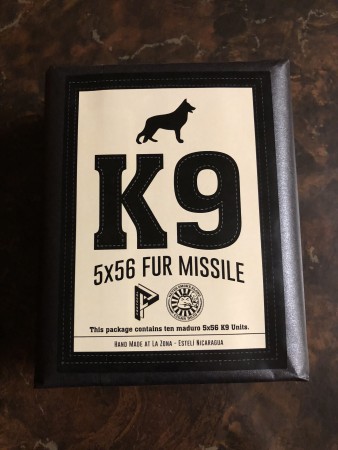 K9
5x56 FUR MISSILE
This package contains ten maduro 5x56 K9 Units.
HAND MADE AT LA ZONA - ESTELÍ NICARAGUA